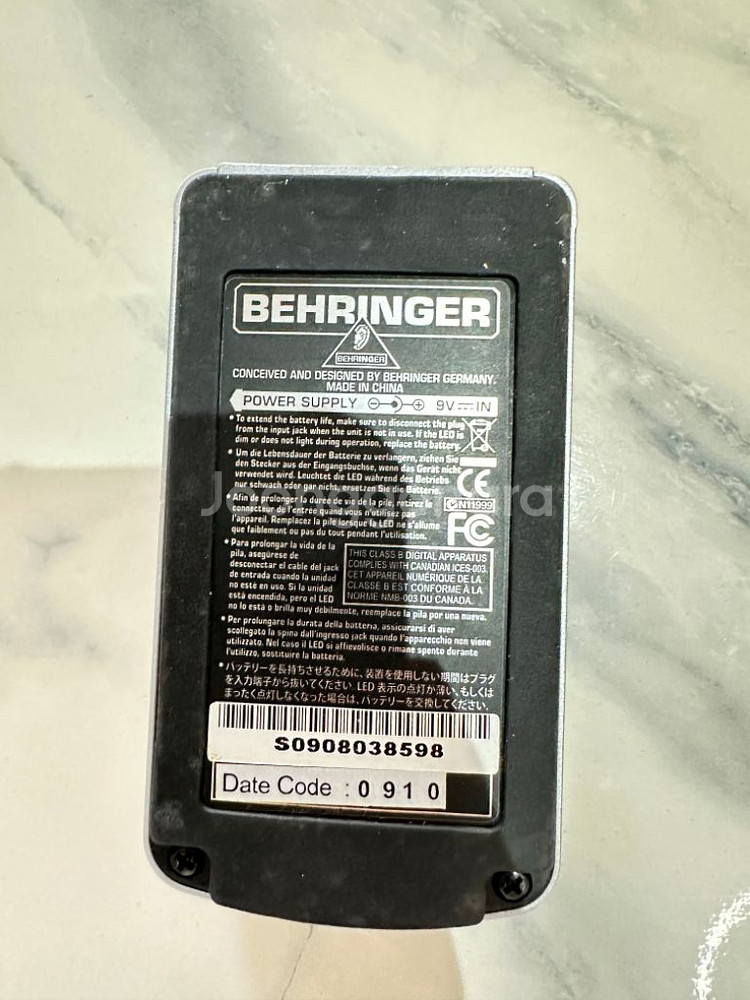 BEHRINGER
BEHRINGER
CONCEIVED AND DESIGNED BY BEHRINGER GERMANY.
MADE IN CHINA
POWER SUPPLY 9V IN
• To extend the battery life, make sure to disconnect the plug
from the input jack when the unit is not in use. If the LED is
dim or does not light during operation, replace the battery.
• Um die Lebensdauer der Batterie zu verlängern, ziehen Sie
den Stecker aus der Eingangsbuchse, wenn das Gerät nicht
verwendet wird. Leuchtet die LED während des Betriebs
nur schwach oder gar nicht, ersetzen Sie die Batterie.
CE
N11999
FC
• Afin de prolonger la durée de vie de la pile, retirez le
connecteur de l'entrée quand vous n'utilisez pas
l'appareil. Remplacez la pile lorsque la LED ne s'allume
que faiblement ou pas du tout pendant l'utilisation.
• Para prolongar la vida de la
pila, asegúrese de
desconectar el cable del jack
de entrada cuando la unidad
no esté en uso. Si la unidad
está encendida, pero el LED
no lo está o brilla muy debilmente, reemplace la pila por una nueva.
THIS CLASS B DIGITAL APPARATUS
COMPLIES WITH CANADIAN ICES-003.
CET APPAREIL NUMÉRIQUE DE LA
CLASSE B EST CONFORME À LA
NORME NMB-003 DU CANADA.
• Per prolungare la durata della batteria, assicurarsi di aver
scollegato la spina dall'ingresso jack quando l'apparecchio non viene
utilizzato. Nel caso il LED si affievolisce o rimane spento durante
l'utilizzo, sostituire la batteria.
• バッテリーを長持ちさせるために、装置を使用しない期間はプラグ
を入力端子から抜いてください。LED 表示の点灯が薄い、もしくは
まったく点灯しなくなった場合は、バッテリーを交換してください。
S0908038598
Date Code : 0 9 1 0